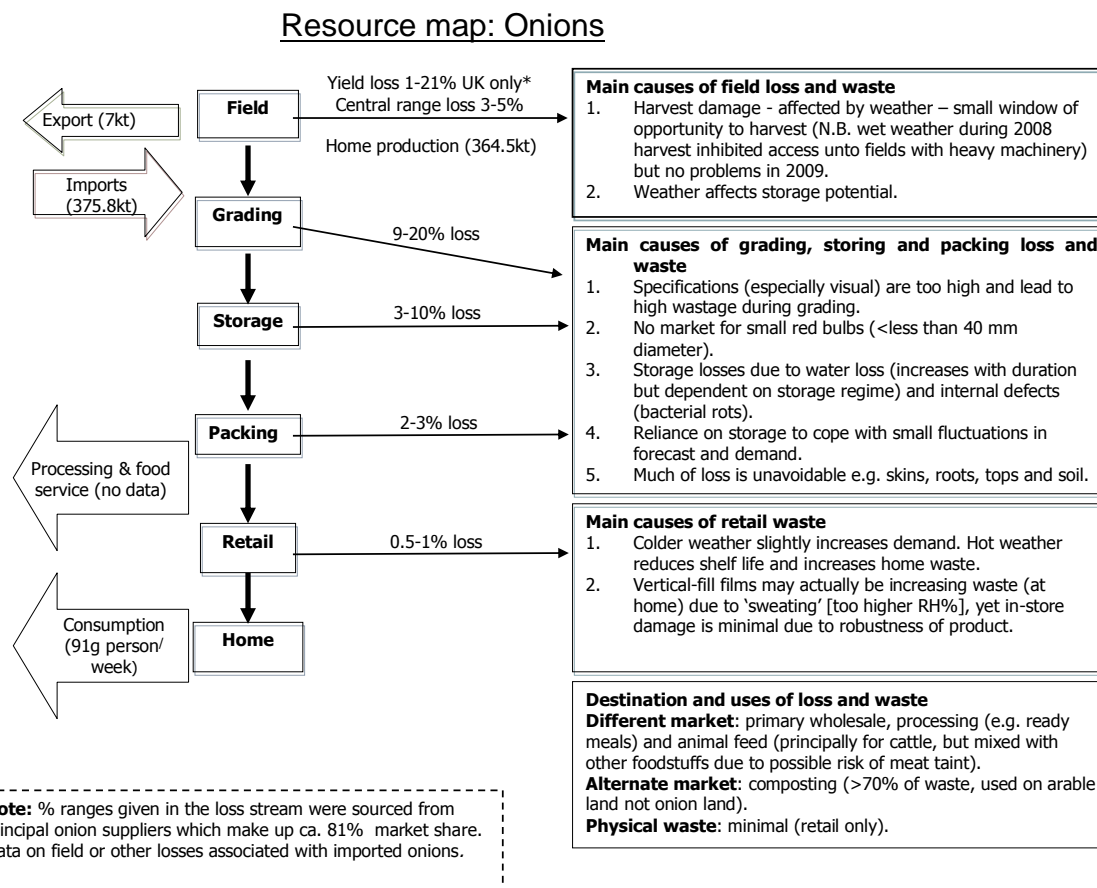 Resource map: Onions
Export (7kt)
Imports
(375.8kt)
Processing & food
service (no data)
Consumption
(91g person/
week)
Field
Grading
Storage
Packing
Retail
Home
Yield loss 1-21% UK only*
Central range loss 3-5%
Home production (364.5kt)
9-20% loss
3-10% loss
2-3% loss
0.5-1% loss
Main causes of field loss and waste
1. Harvest damage - affected by weather – small window of
opportunity to harvest (N.B. wet weather during 2008
harvest inhibited access unto fields with heavy machinery)
but no problems in 2009.
2. Weather affects storage potential.
Main causes of grading, storing and packing loss and
waste
1. Specifications (especially visual) are too high and lead to
high wastage during grading.
2. No market for small red bulbs (<less than 40 mm
diameter).
3. Storage losses due to water loss (increases with duration
but dependent on storage regime) and internal defects
(bacterial rots).
4. Reliance on storage to cope with small fluctuations in
forecast and demand.
5. Much of loss is unavoidable e.g. skins, roots, tops and soil.
Main causes of retail waste
1. Colder weather slightly increases demand. Hot weather
reduces shelf life and increases home waste.
2. Vertical-fill films may actually be increasing waste (at
home) due to ‘sweating’ [too higher RH%], yet in-store
damage is minimal due to robustness of product.
Destination and uses of loss and waste
Different market: primary wholesale, processing (e.g. ready
meals) and animal feed (principally for cattle, but mixed with
other foodstuffs due to possible risk of meat taint).
Alternate market: composting (>70% of waste, used on arable
land not onion land).
Physical waste: minimal (retail only).
ote: % ranges given in the loss stream were sourced from
incipal onion suppliers which make up ca. 81% market share.
ata on field or other losses associated with imported onions.